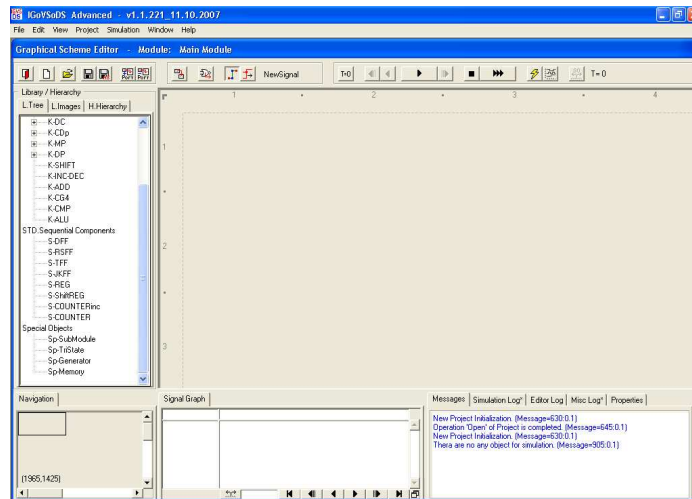 IGoVSoDS Advanced - v1.1.221_11.10.2007
File Edit View Project Simulation Window Help
Graphical Scheme Editor - Module: Main Module
NewSignal
T=0
T= 0
Library / Hierarchy
L.Tree
L.Images
H.Hierarchy
1 2 3 4
K-DC
K-CDp
K-MP
K-DP
K-SHIFT
K-INC-DEC
K-ADD
K-CG4
K-CMP
K-ALU
STD.Sequential Components
S-DFF
S-RSFF
S-TFF
S-JKFF
S-REG
S-ShiftREG
S-COUNTERinc
S-COUNTER
Special Objects
Sp-SubModule
Sp-TriState
Sp-Generator
Sp-Memory
1
2
3
Navigation
(1965,1425)
Signal Graph
Messages
Simulation Log*
Editor Log
Misc Log*
Properties
New Project Initialization. (Message=630:0.1)
Operation 'Open' of Project is completed. (Message=645:0.1)
New Project Initialization. (Message=630:0.1)
Thera are no any object for simulation. (Message=905:0.1)